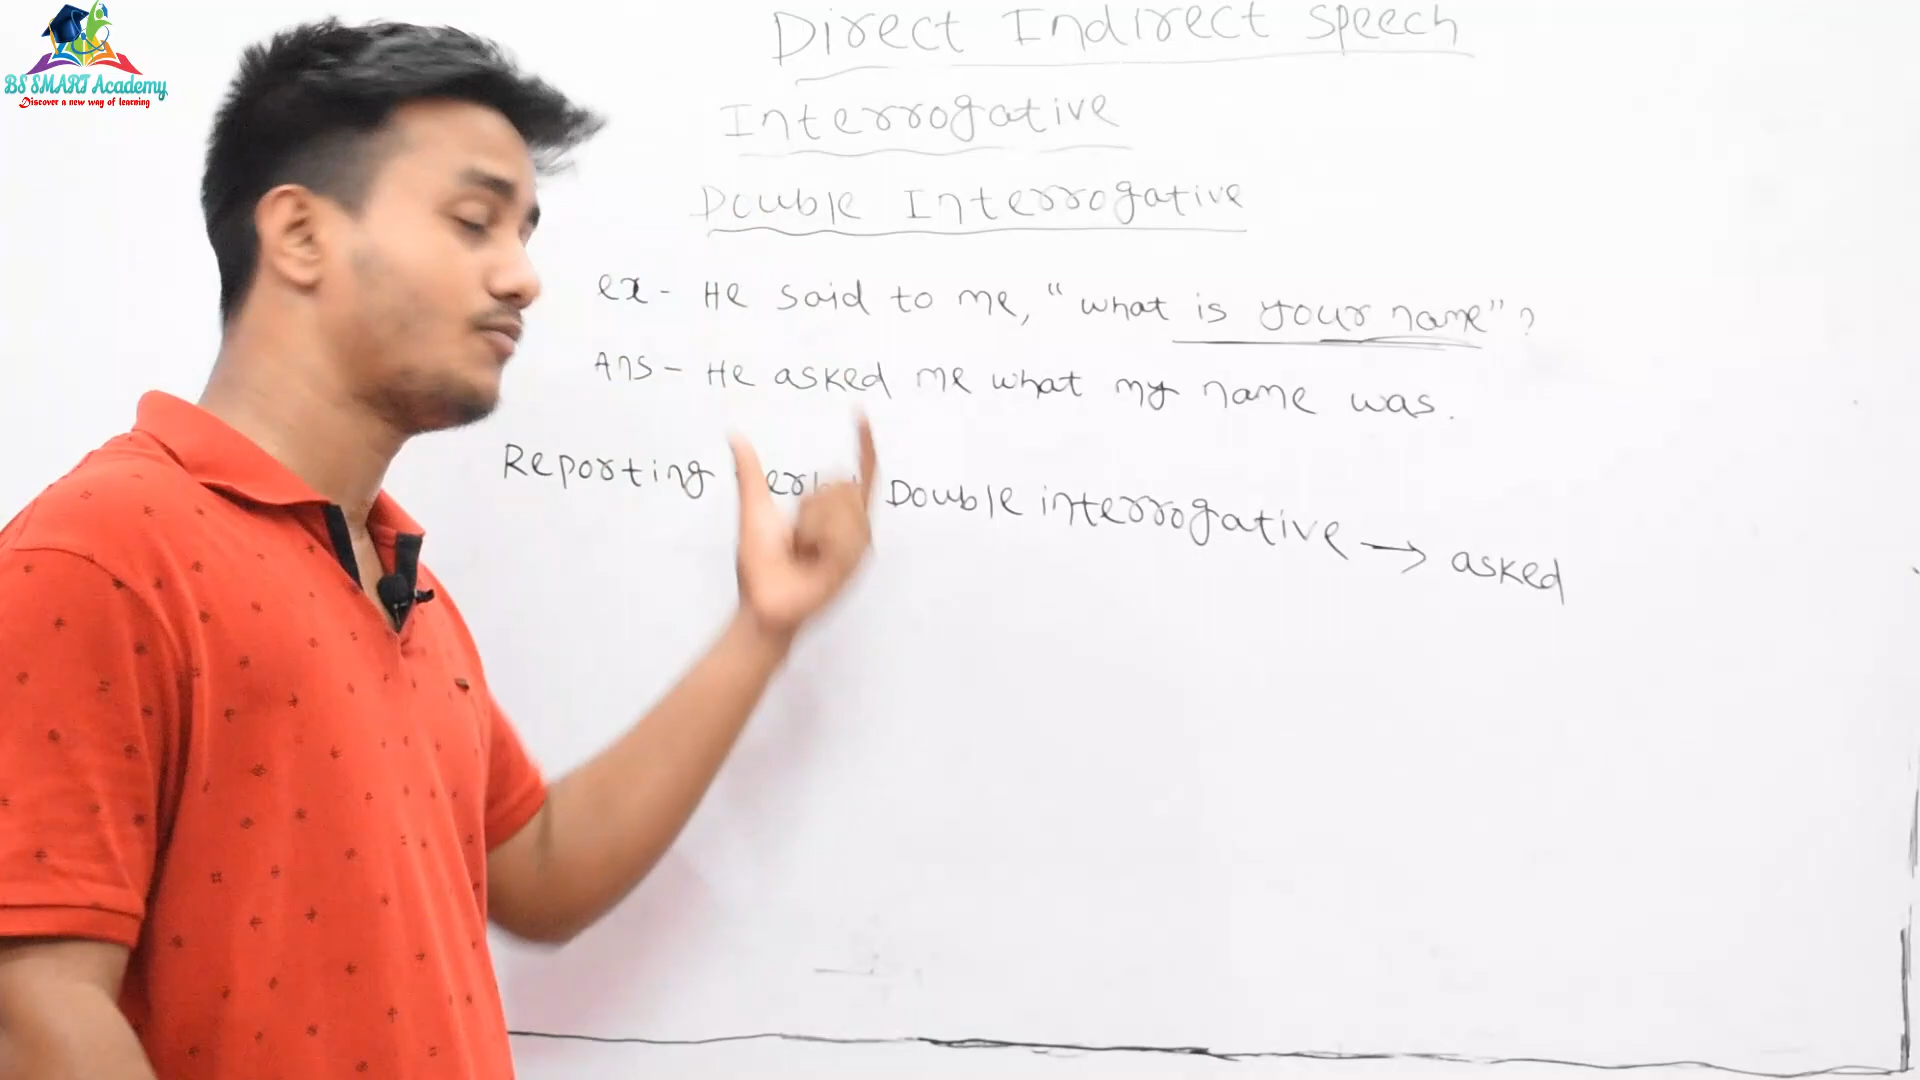 BS SMART Academy
Discover a new way of learning
Direct Indirect Speech
Interrogative
Double Interrogative
ex- He said to me, "what is your name"?
Ans - He asked me what my name was.
Reporting Double interrogative → asked